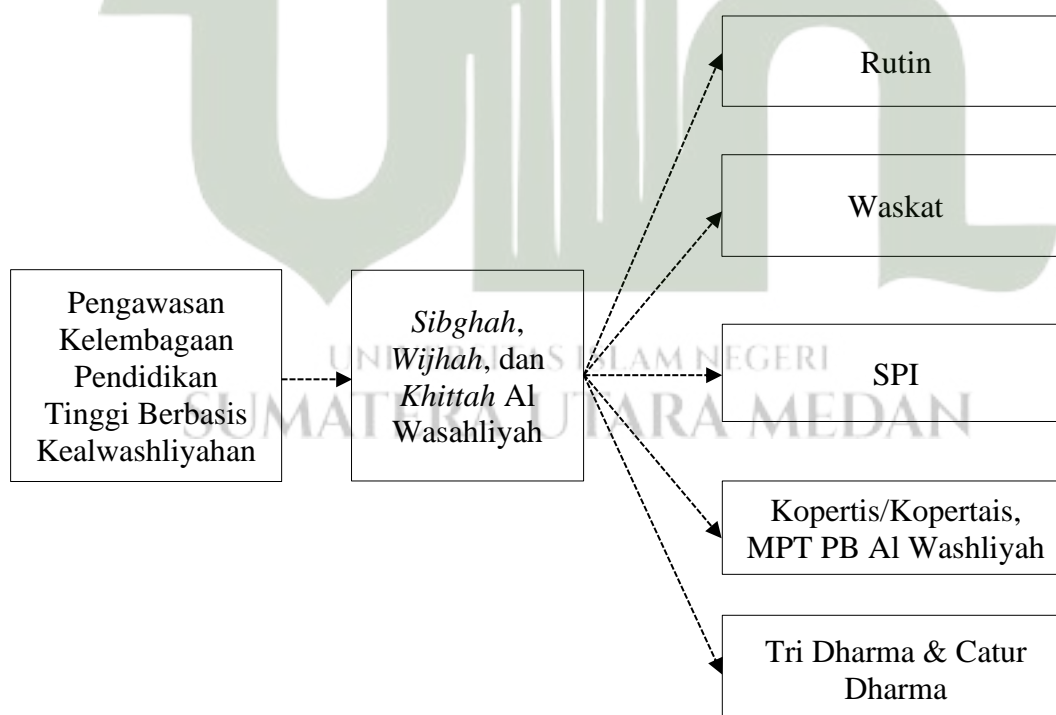 Rutin
Waskat
Pengawasan
Kelembagaan
Pendidikan
Tinggi Berbasis
Kealwashliyahan
Sibghah,
Wijhah, dan
Khittah Al
Wasahliyah
UNIVERSITAS ISLAM NEGERI
SUMATERA UTARA MEDAN
SPI
Kopertis/Kopertais,
MPT PB Al Washliyah
Tri Dharma & Catur
Dharma